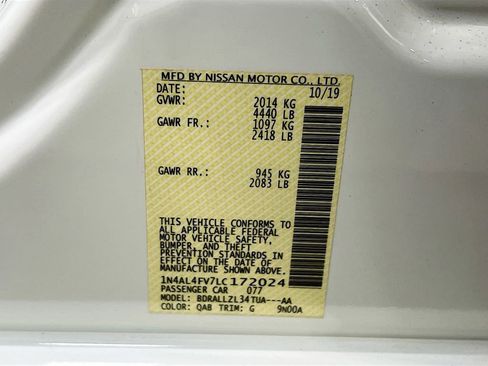 MFD BY NISSAN MOTOR CO., LTD.
DATE: 10/19
GVWR: 2014 KG
4440 LB
GAWR FR.: 1097 KG
2418 LB
GAWR RR.: 945 KG
2083 LB
THIS VEHICLE CONFORMS TO
ALL APPLICABLE FEDERAL
MOTOR VEHICLE SAFETY,
BUMPER, AND THEFT
PREVENTION STANDARDS
IN EFFECT ON THE DATE OF
MANUFACTURE SHOWN ABOVE.
1N4AL4FV7LC172024
PASSENGER CAR 077
MODEL: BDRALLZL34TUA---AA
COLOR: QAB TRIM: G 9N00A